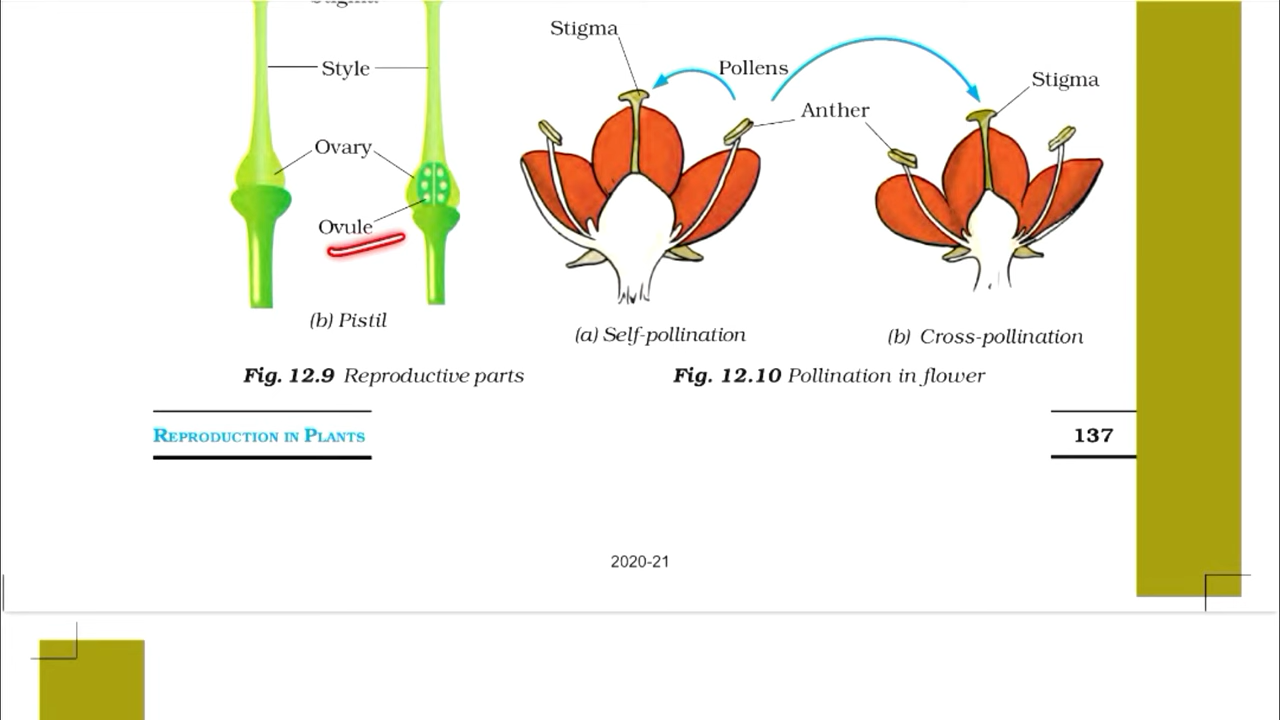 Stigma
Style
Ovary
Ovule
(b) Pistil
Fig. 12.9 Reproductive parts
Stigma
Pollens
Anther
Stigma
(a) Self-pollination
(b) Cross-pollination
Fig. 12.10 Pollination in flower
REPRODUCTION IN PLANTS
137
2020-21